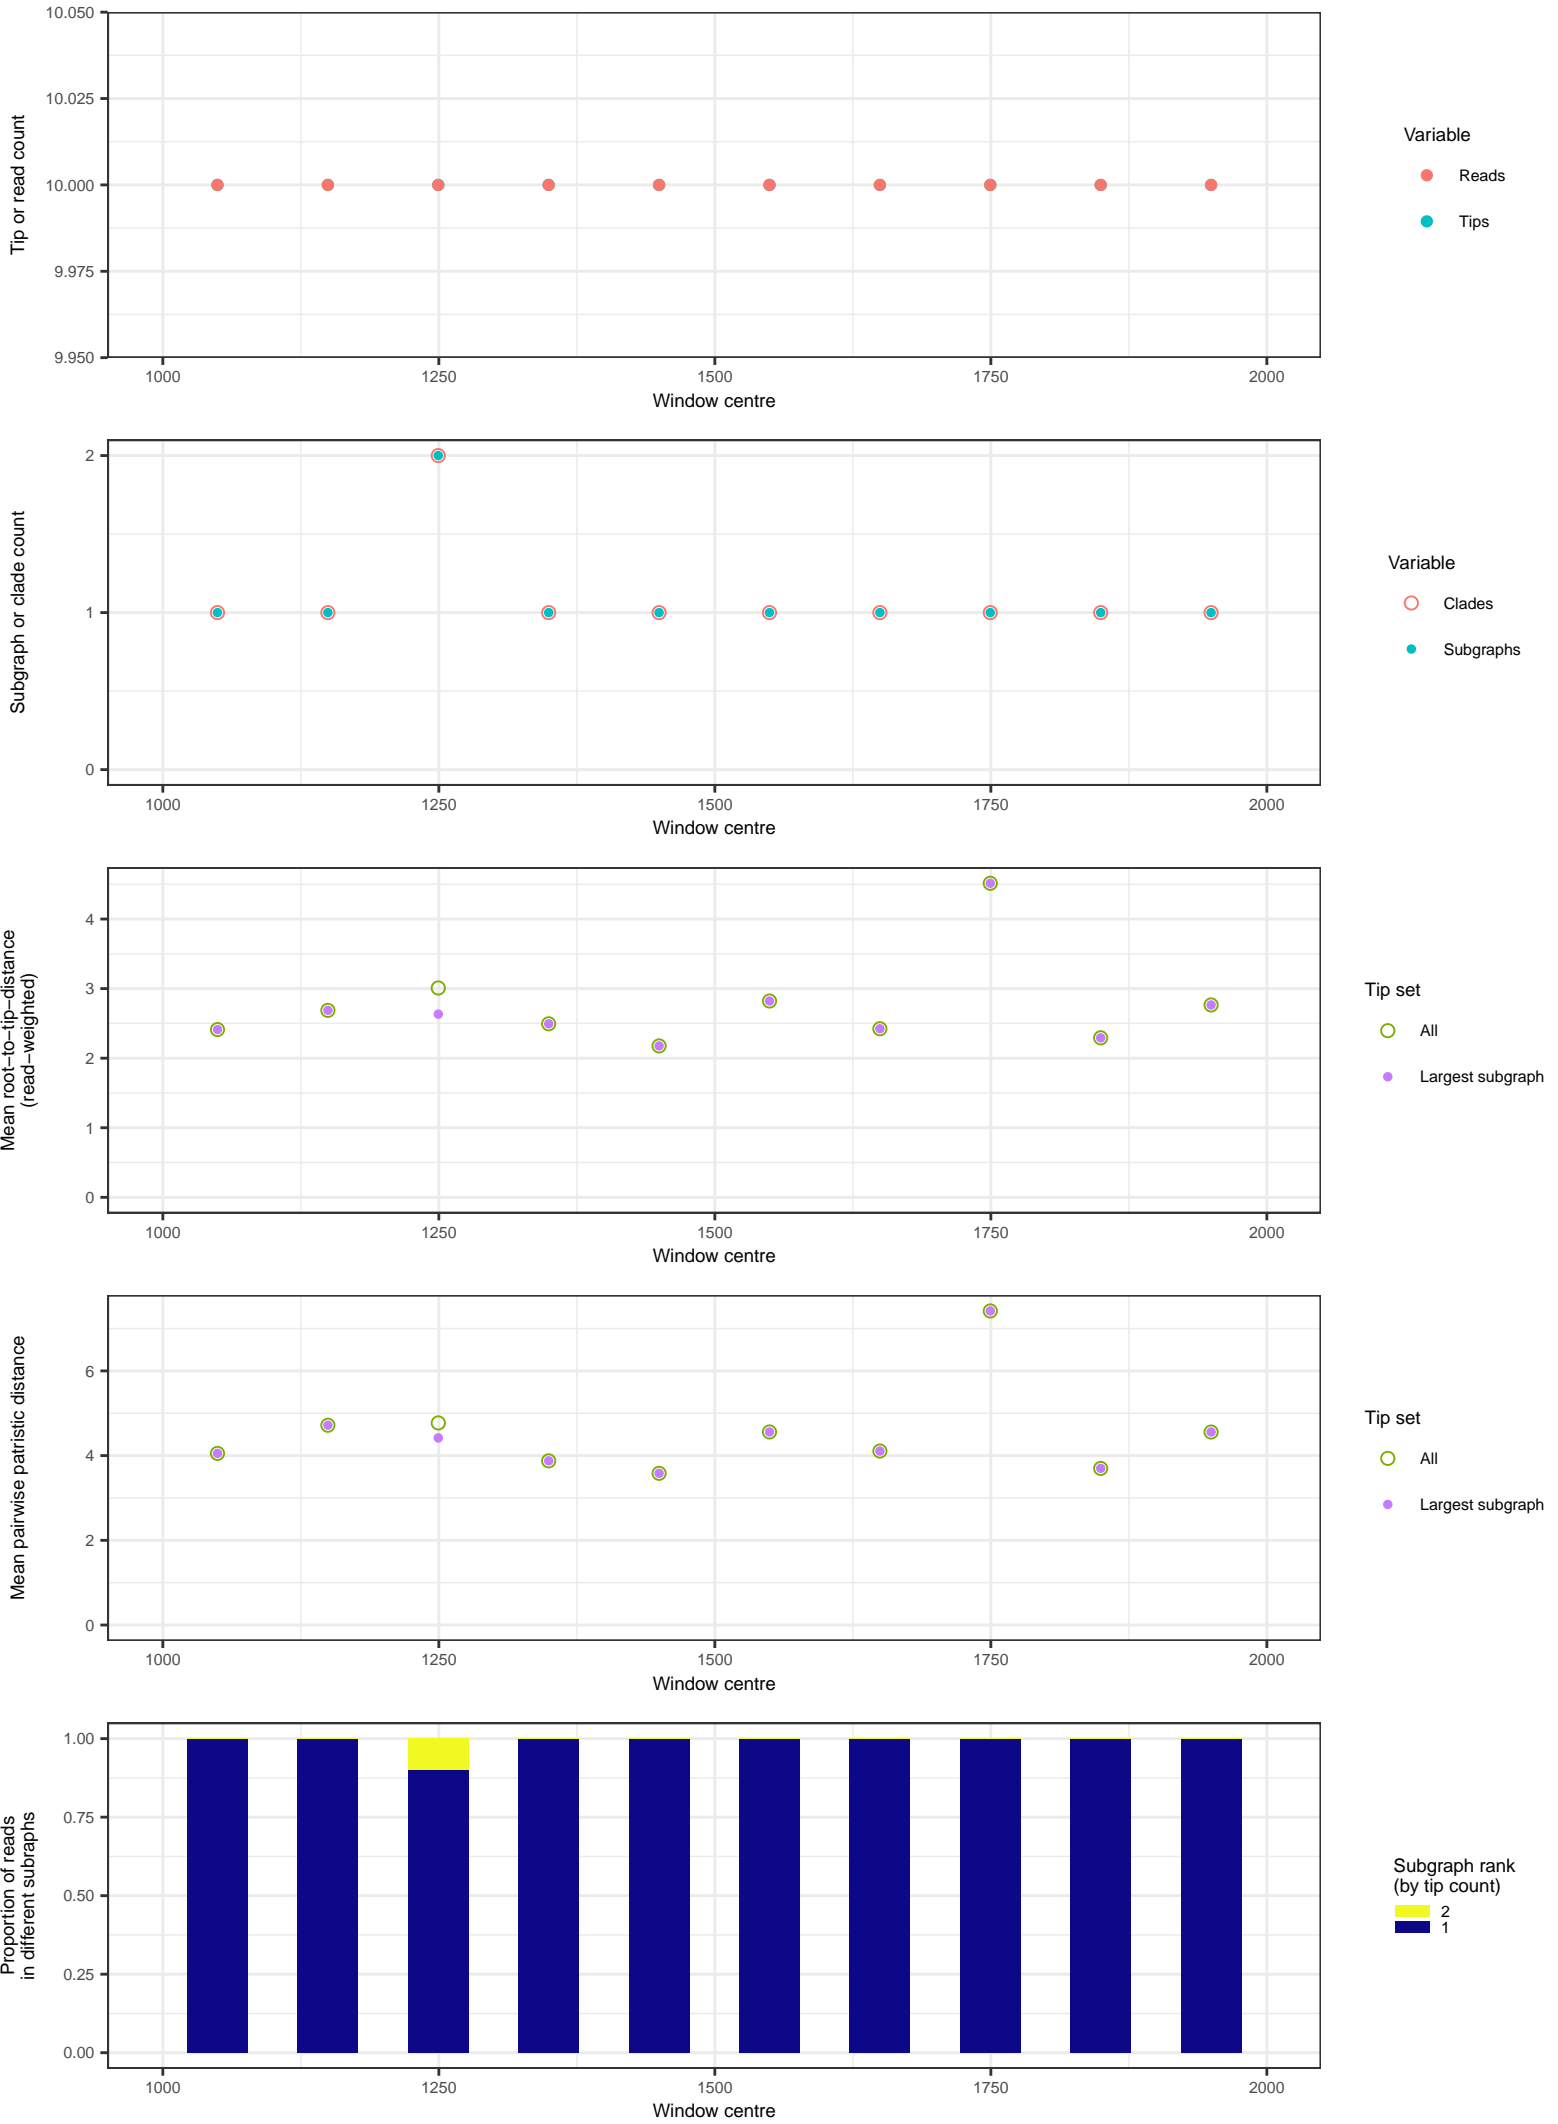 10.050
10.025
10.000
9.975
9.950
Tip or read count
1000 1250 1500 1750 2000
Window centre
Variable
Reads
Tips
2
1
0
Subgraph or clade count
1000 1250 1500 1750 2000
Window centre
Variable
Clades
Subgraphs
4
3
2
1
0
Mean root−to−tip−distance
(read−weighted)
1000 1250 1500 1750 2000
Window centre
Tip set
All
Largest subgraph
6
4
2
0
Mean pairwise patristic distance
1000 1250 1500 1750 2000
Window centre
Tip set
All
Largest subgraph
1.00
0.75
0.50
0.25
0.00
Proportion of reads
in different subraphs
1000 1250 1500 1750 2000
Window centre
Subgraph rank
(by tip count)
2
1